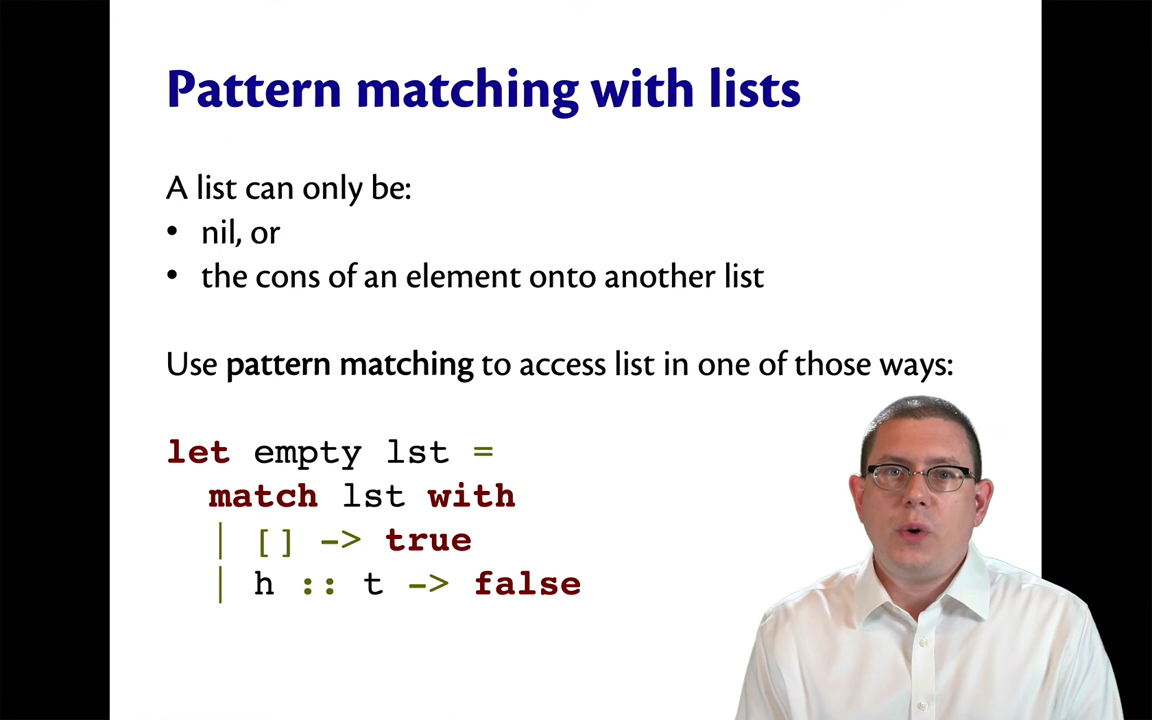 Pattern matching with lists
A list can only be:
• nil, or
• the cons of an element onto another list
Use pattern matching to access list in one of those ways:
let empty lst =
  match lst with
  | [] -> true
  | h :: t -> false